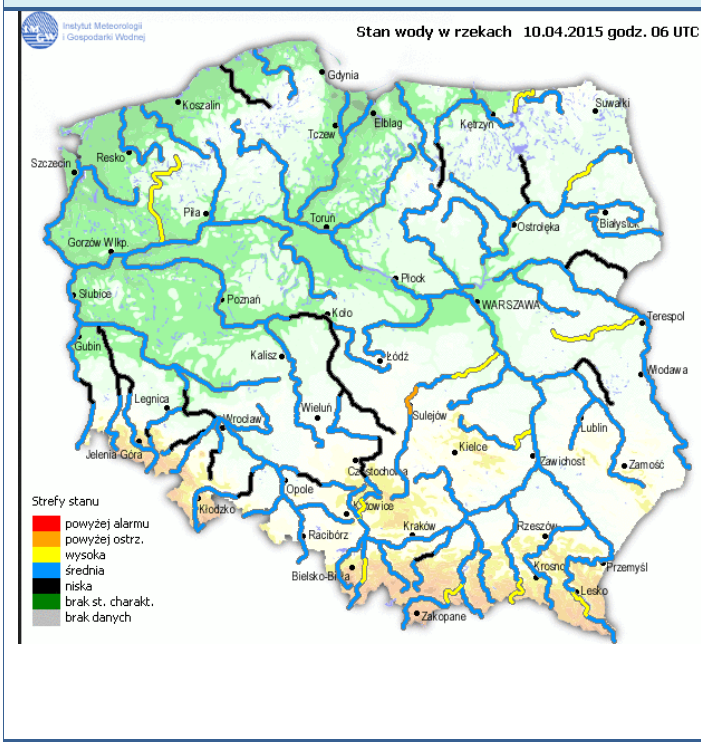 Instytut Meteorologii
i Gospodarki Wodnej
Stan wody w rzekach 10.04.2015 godz. 06 UTC
Gdynia
Koszalin
Suwałki
Elblag
Kętrzyn
Tczew
Resko
Szczecin
Piła
Toruń
Białystok
Ostrołęka
Gorzów Wlkp.
Płock
Słubice
Poznań
WARSZAWA
Koło
Terespol
Gubin
Kalisz
Łódź
Włodawa
Legnica
Wieluń
Sulejów
Wrocław
Lublin
Jelenia Góra
Kielce
Zawichost
Zamość
Częstochowa
Opole
Strefy stanu
Kłodzko
Katowice
powyżej alarmu
Racibórz
Kraków
Rzeszów
powyżej ostrz.
wysoka
Krosno
Przemyśl
średnia
Bielsko-Biała
niska
Lesko
brak st. charakt.
Zakopane
brak danych